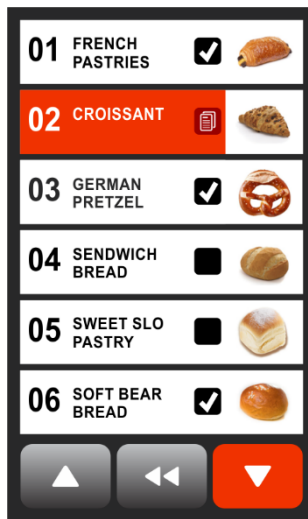 01 FRENCH
PASTRIES
02 CROISSANT
03 GERMAN
PRETZEL
04 SENDWICH
BREAD
05 SWEET SLO
PASTRY
06 SOFT BEAR
BREAD